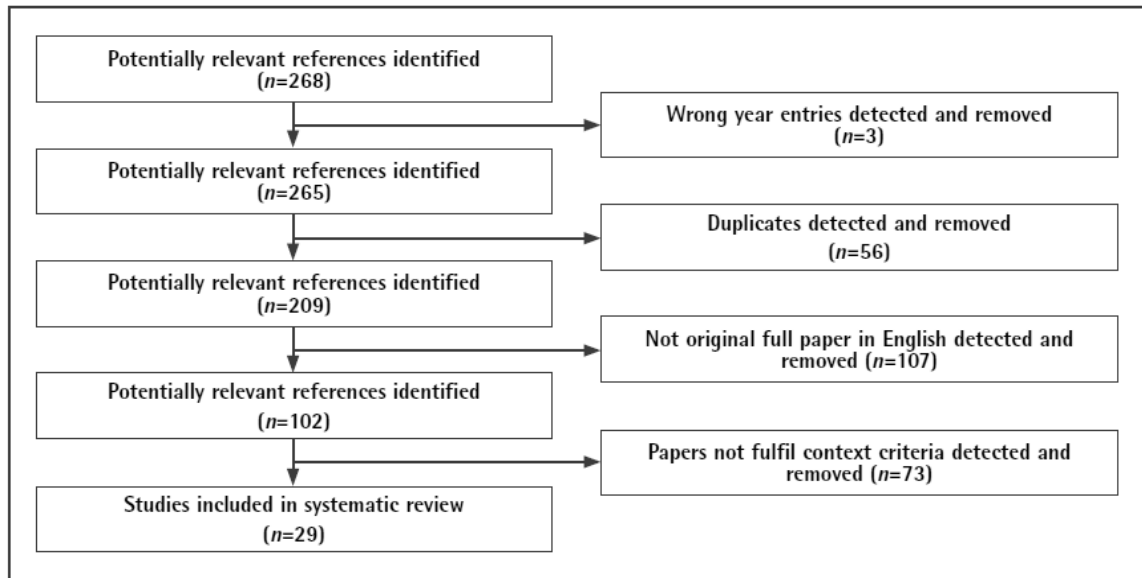 Potentially relevant references identified
(n=268)
Wrong year entries detected and removed
(n=3)
Potentially relevant references identified
(n=265)
Duplicates detected and removed
(n=56)
Potentially relevant references identified
(n=209)
Not original full paper in English detected and
removed (n=107)
Potentially relevant references identified
(n=102)
Papers not fulfil context criteria detected and
removed (n=73)
Studies included in systematic review
(n=29)